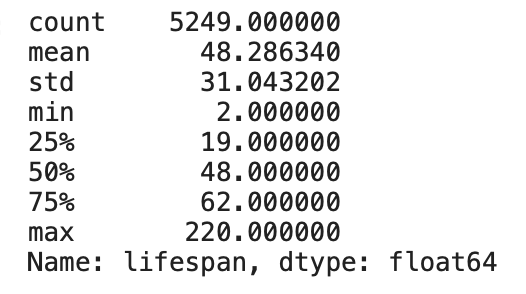 count 5249.000000
mean 48.286340
std 31.043202
min 2.000000
25% 19.000000
50% 48.000000
75% 62.000000
max 220.000000
Name: lifespan, dtype: float64